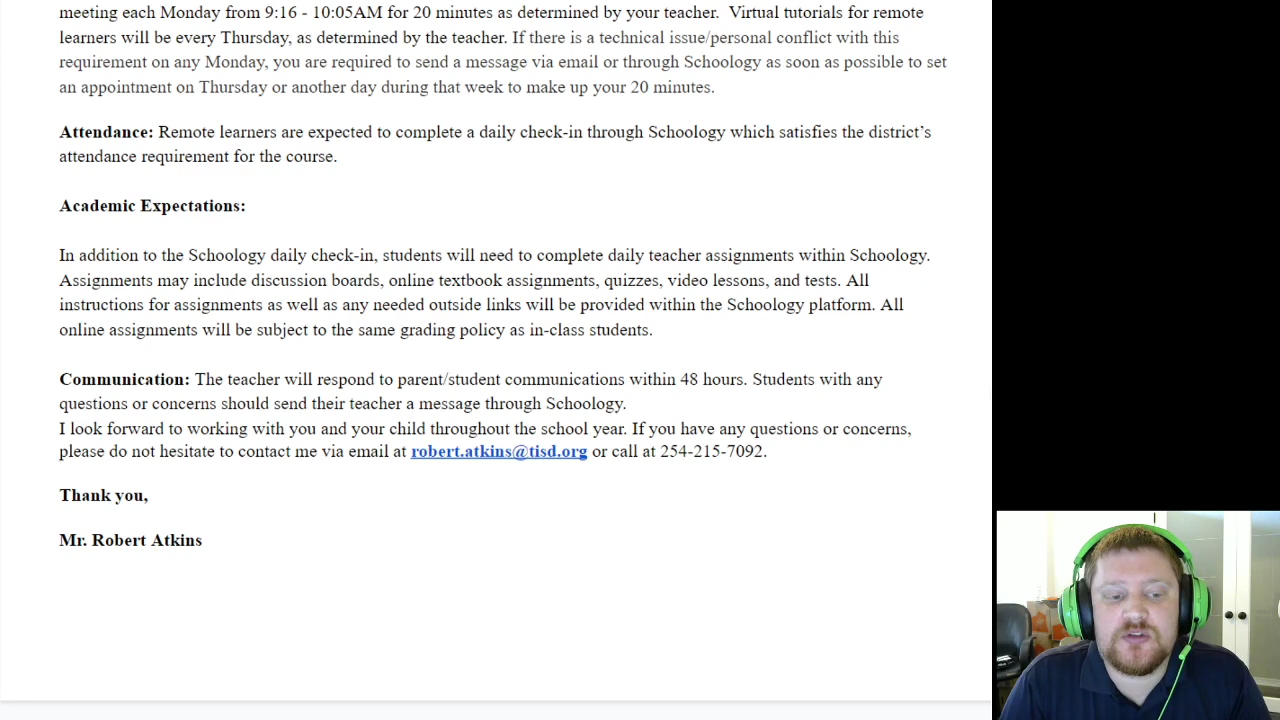 meeting each Monday from 9:16 - 10:05AM for 20 minutes as determined by your teacher.  Virtual tutorials for remote
learners will be every Thursday, as determined by the teacher. If there is a technical issue/personal conflict with this
requirement on any Monday, you are required to send a message via email or through Schoology as soon as possible to set
an appointment on Thursday or another day during that week to make up your 20 minutes.
Attendance: Remote learners are expected to complete a daily check-in through Schoology which satisfies the district's
attendance requirement for the course.
Academic Expectations:
In addition to the Schoology daily check-in, students will need to complete daily teacher assignments within Schoology.
Assignments may include discussion boards, online textbook assignments, quizzes, video lessons, and tests. All
instructions for assignments as well as any needed outside links will be provided within the Schoology platform. All
online assignments will be subject to the same grading policy as in-class students.
Communication: The teacher will respond to parent/student communications within 48 hours. Students with any
questions or concerns should send their teacher a message through Schoology.
I look forward to working with you and your child throughout the school year. If you have any questions or concerns,
please do not hesitate to contact me via email at robert.atkins@tisd.org or call at 254-215-7092.
Thank you,
Mr. Robert Atkins